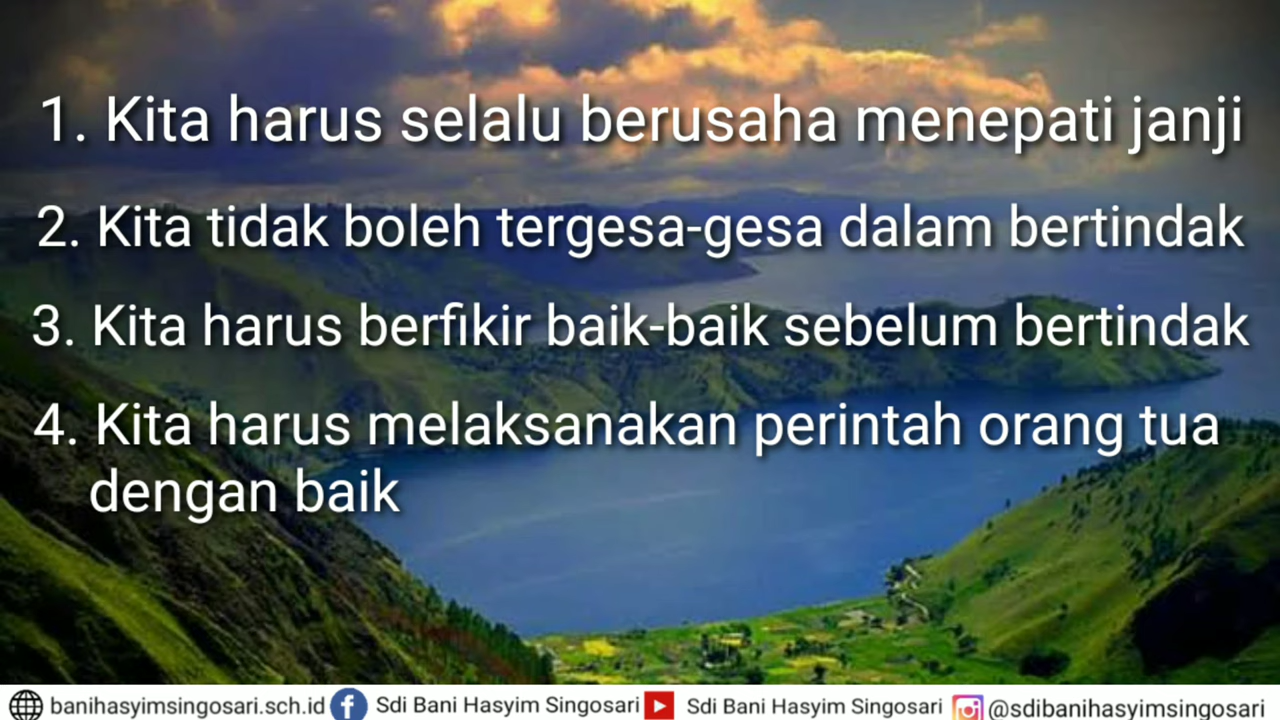 1. Kita harus selalu berusaha menepati janji
2. Kita tidak boleh tergesa-gesa dalam bertindak
3. Kita harus berfikir baik-baik sebelum bertindak
4. Kita harus melaksanakan perintah orang tua
dengan baik
banihasyimsingosari.sch.id Sdi Bani Hasyim Singosari Sdi Bani Hasyim Singosari @sdibanihasyimsingosari